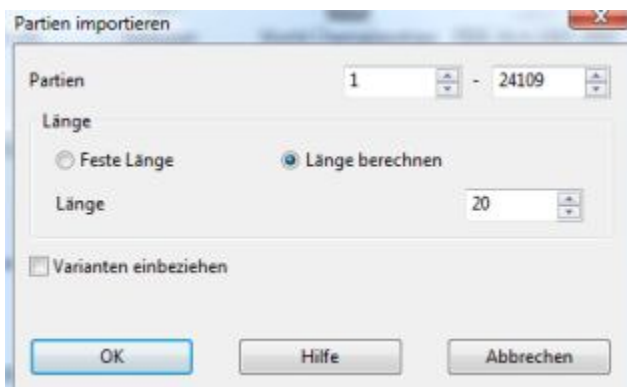 Partien importieren
Partien 1 - 24109
Länge
Feste Länge Länge berechnen
Länge 20
Varianten einbeziehen
OK Hilfe Abbrechen